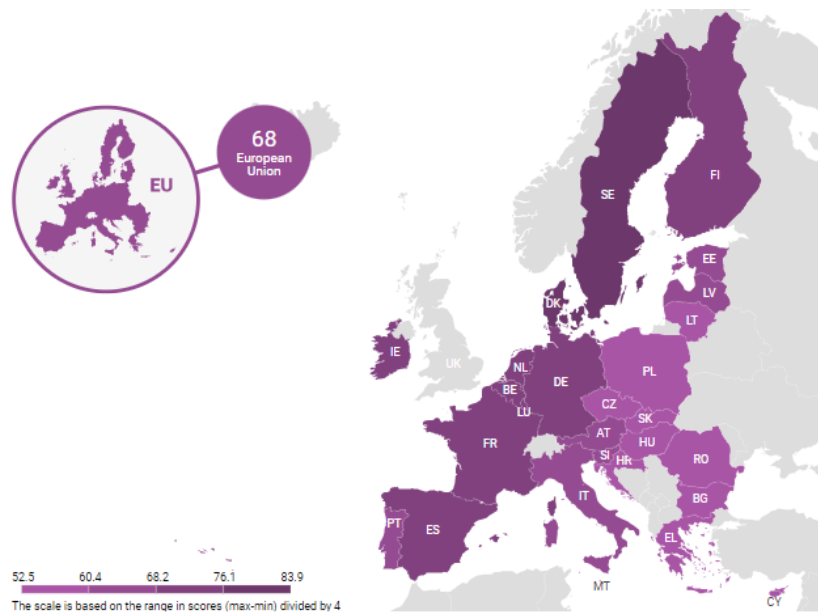 68
European
Union
EU
SE
FI
EE
LV
LT
DK
IE
UK
NL
BE
LU
DE
PL
CZ
SK
AT
HU
FR
SI
HR
RO
IT
BG
PT
ES
EL
MT
CY
52.5 60.4 68.2 76.1 83.9
The scale is based on the range in scores (max-min) divided by 4